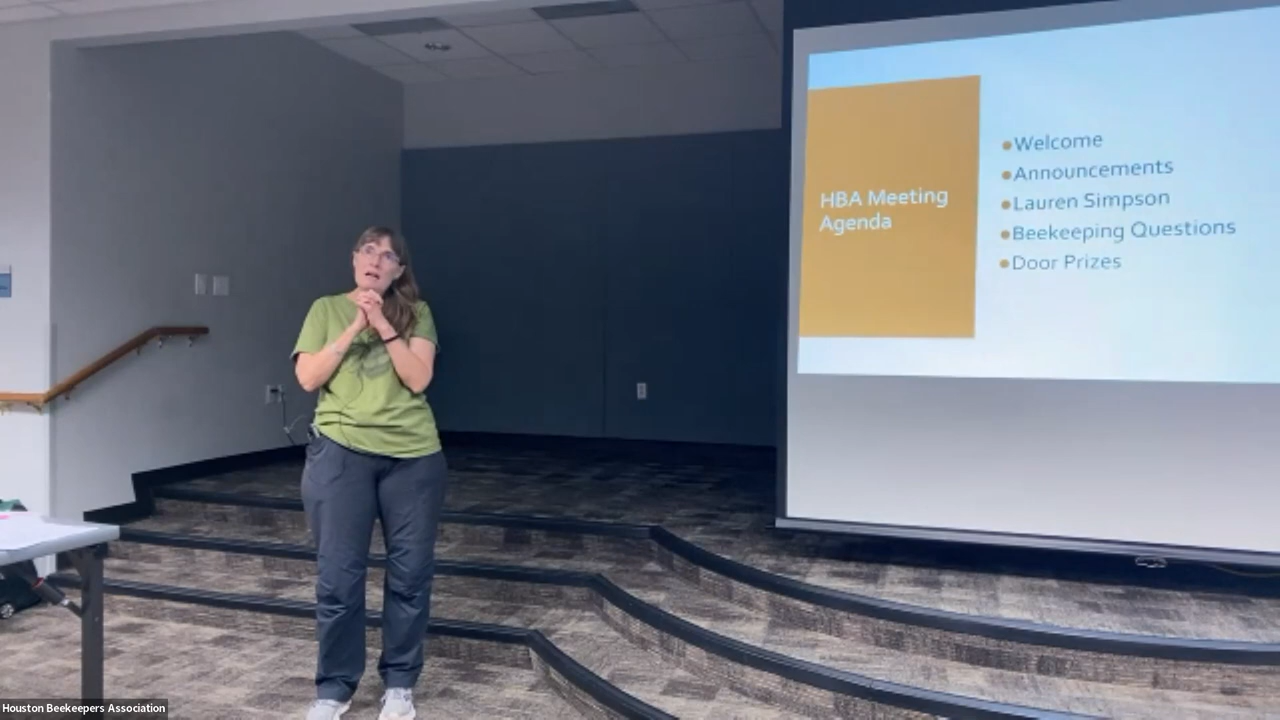 HBA Meeting
Agenda
Welcome
Announcements
Lauren Simpson
Beekeeping Questions
Door Prizes
Houston Beekeepers Association